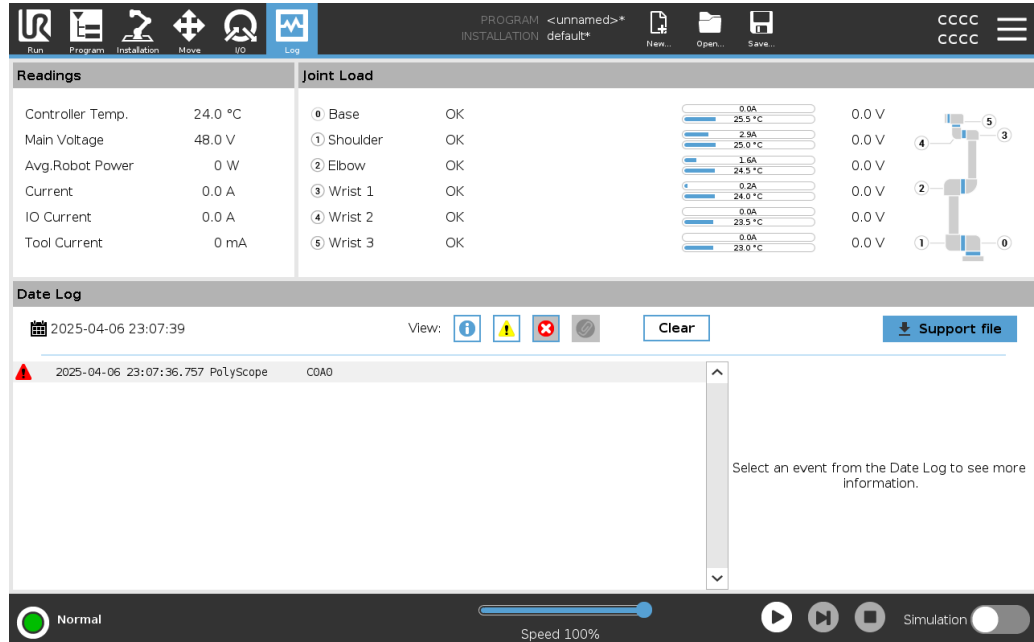 PROGRAM <unnamed>*
INSTALLATION default*
cccc
cccc
Run Program Installation Move I/O Log New... Open... Save...
Readings
Controller Temp. 24.0 °C
Main Voltage 48.0 V
Avg.Robot Power 0 W
Current 0.0 A
IO Current 0.0 A
Tool Current 0 mA
Joint Load
0 Base OK 0.0A 25.5 °C 0.0 V
1 Shoulder OK 2.9A 25.0 °C 0.0 V
2 Elbow OK 1.6A 24.5 °C 0.0 V
3 Wrist 1 OK 0.2A 24.0 °C 0.0 V
4 Wrist 2 OK 0.0A 23.5 °C 0.0 V
5 Wrist 3 OK 0.0A 23.0 °C 0.0 V
5
3
4
2
1 0
Date Log
2025-04-06 23:07:39 View: Clear Support file
2025-04-06 23:07:36.757 PolyScope C0A0
Select an event from the Date Log to see more
information.
Normal
Speed 100%
Simulation